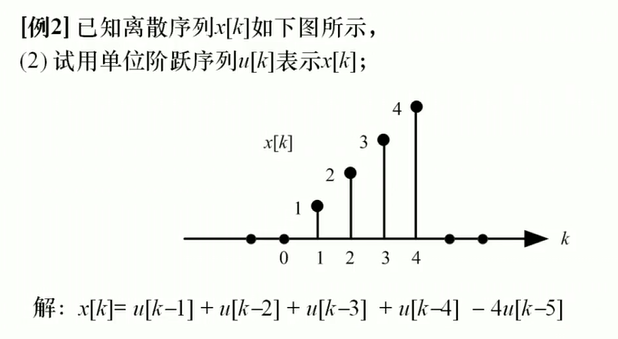 [例2] 已知离散序列x[k]如下图所示，
(2) 试用单位阶跃序列u[k]表示x[k]；
4
x[k]
3
2
1
k
0 1 2 3 4
解：x[k]= u[k–1] + u[k–2] + u[k–3] + u[k–4] – 4u[k–5]